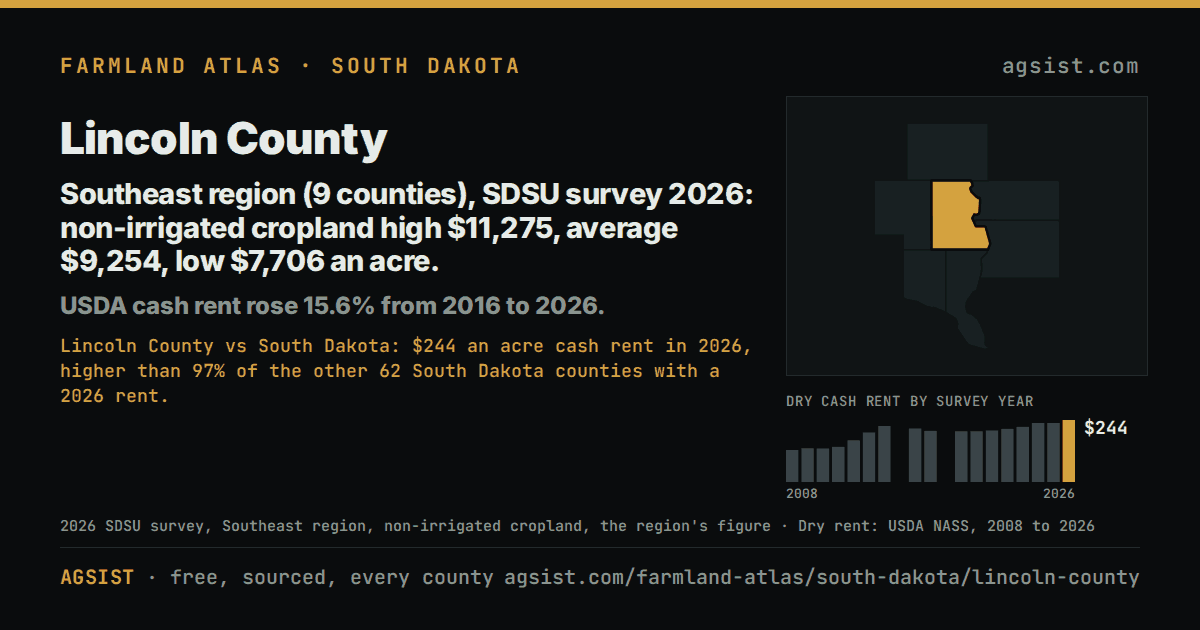 FARMLAND ATLAS · SOUTH DAKOTA
agsist.com
Lincoln County
Southeast region (9 counties), SDSU survey 2026:
non-irrigated cropland high $11,275, average
$9,254, low $7,706 an acre.
USDA cash rent rose 15.6% from 2016 to 2026.
Lincoln County vs South Dakota: $244 an acre cash rent in 2026,
higher than 97% of the other 62 South Dakota counties with a
2026 rent.
DRY CASH RENT BY SURVEY YEAR
$244
2008
2026
2026 SDSU survey, Southeast region, non-irrigated cropland, the region's figure · Dry rent: USDA NASS, 2008 to 2026
AGSIST · free, sourced, every county agsist.com/farmland-atlas/south-dakota/lincoln-county